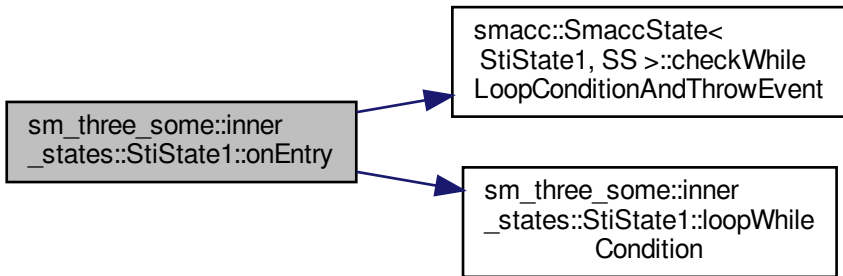 sm_three_some::inner
_states::StiState1::onEntry
smacc::SmaccState<
StiState1, SS >::checkWhile
LoopConditionAndThrowEvent
sm_three_some::inner
_states::StiState1::loopWhile
Condition